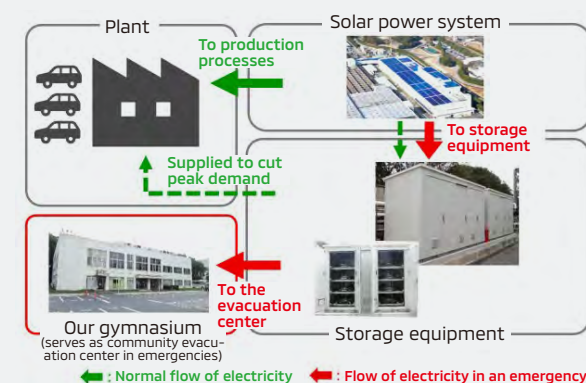 Plant
Solar power system
To production
processes
To storage
equipment
Supplied to cut
peak demand
To the
evacuation
center
Our gymnasium
(serves as community evacu-
ation center in emergencies)
Storage equipment
: Normal flow of electricity
: Flow of electricity in an emergency